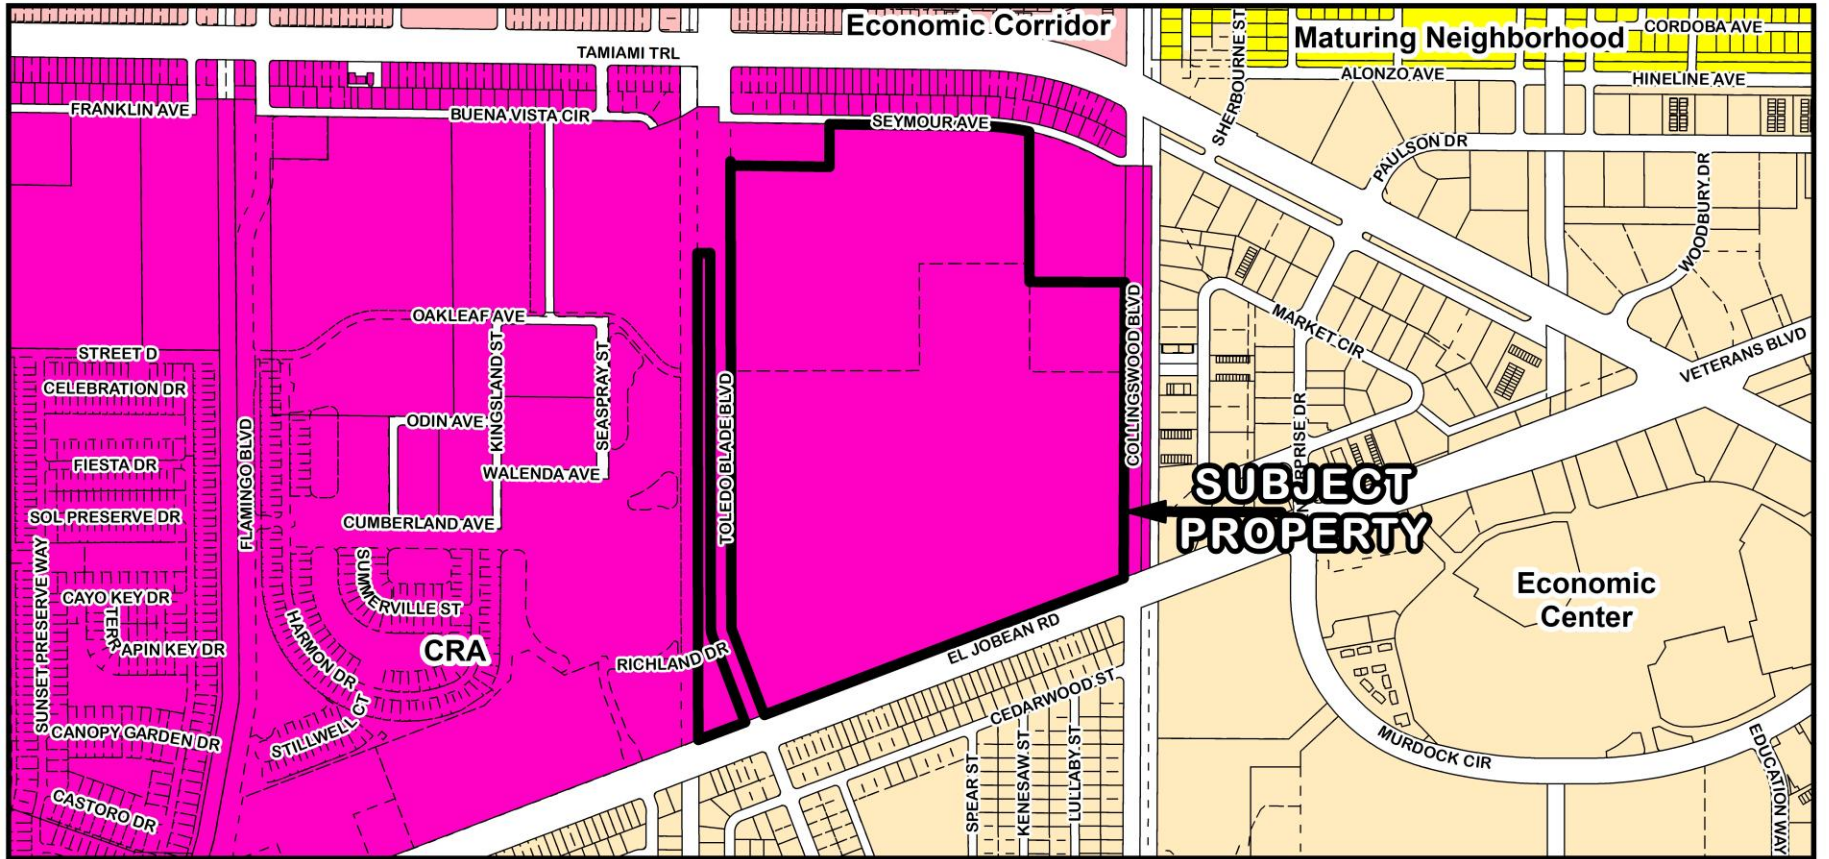 Economic Corridor
Maturing Neighborhood
CORDOBA AVE
SHERBOURNE ST
TAMIAMI TRL
ALONZO AVE
HINELINE AVE
FRANKLIN AVE
BUENA VISTA CIR
SEYMOUR AVE
PAULSON DR
WOODBURY DR
OAKLEAF AVE
MARKET CIR
COLLINGSWOOD BLVD
VETERANS BLVD
STREET D
CELEBRATION DR
KINGSLAND ST
SEASPRAY ST
TOLEDO BLADE BLVD
ODIN AVE
FLAMINGO BLVD
FIESTA DR
WALENDA AVE
RPRISE DR
SUBJECT
PROPERTY
SOL PRESERVE DR
CUMBERLAND AVE
SUNSET PRESERVE WAY
CAYO KEY DR
TERR
APIN KEY DR
SUMMERVILLE ST
HARMON DR
CRA
RICHLAND DR
EL JOBEAN RD
Economic
Center
CEDARWOOD ST
STILLWELL CT
CANOPY GARDEN DR
CASTORO DR
SPEAR ST
KENESAW ST
LULLABY ST
MURDOCK CIR
EDUCATION WAY